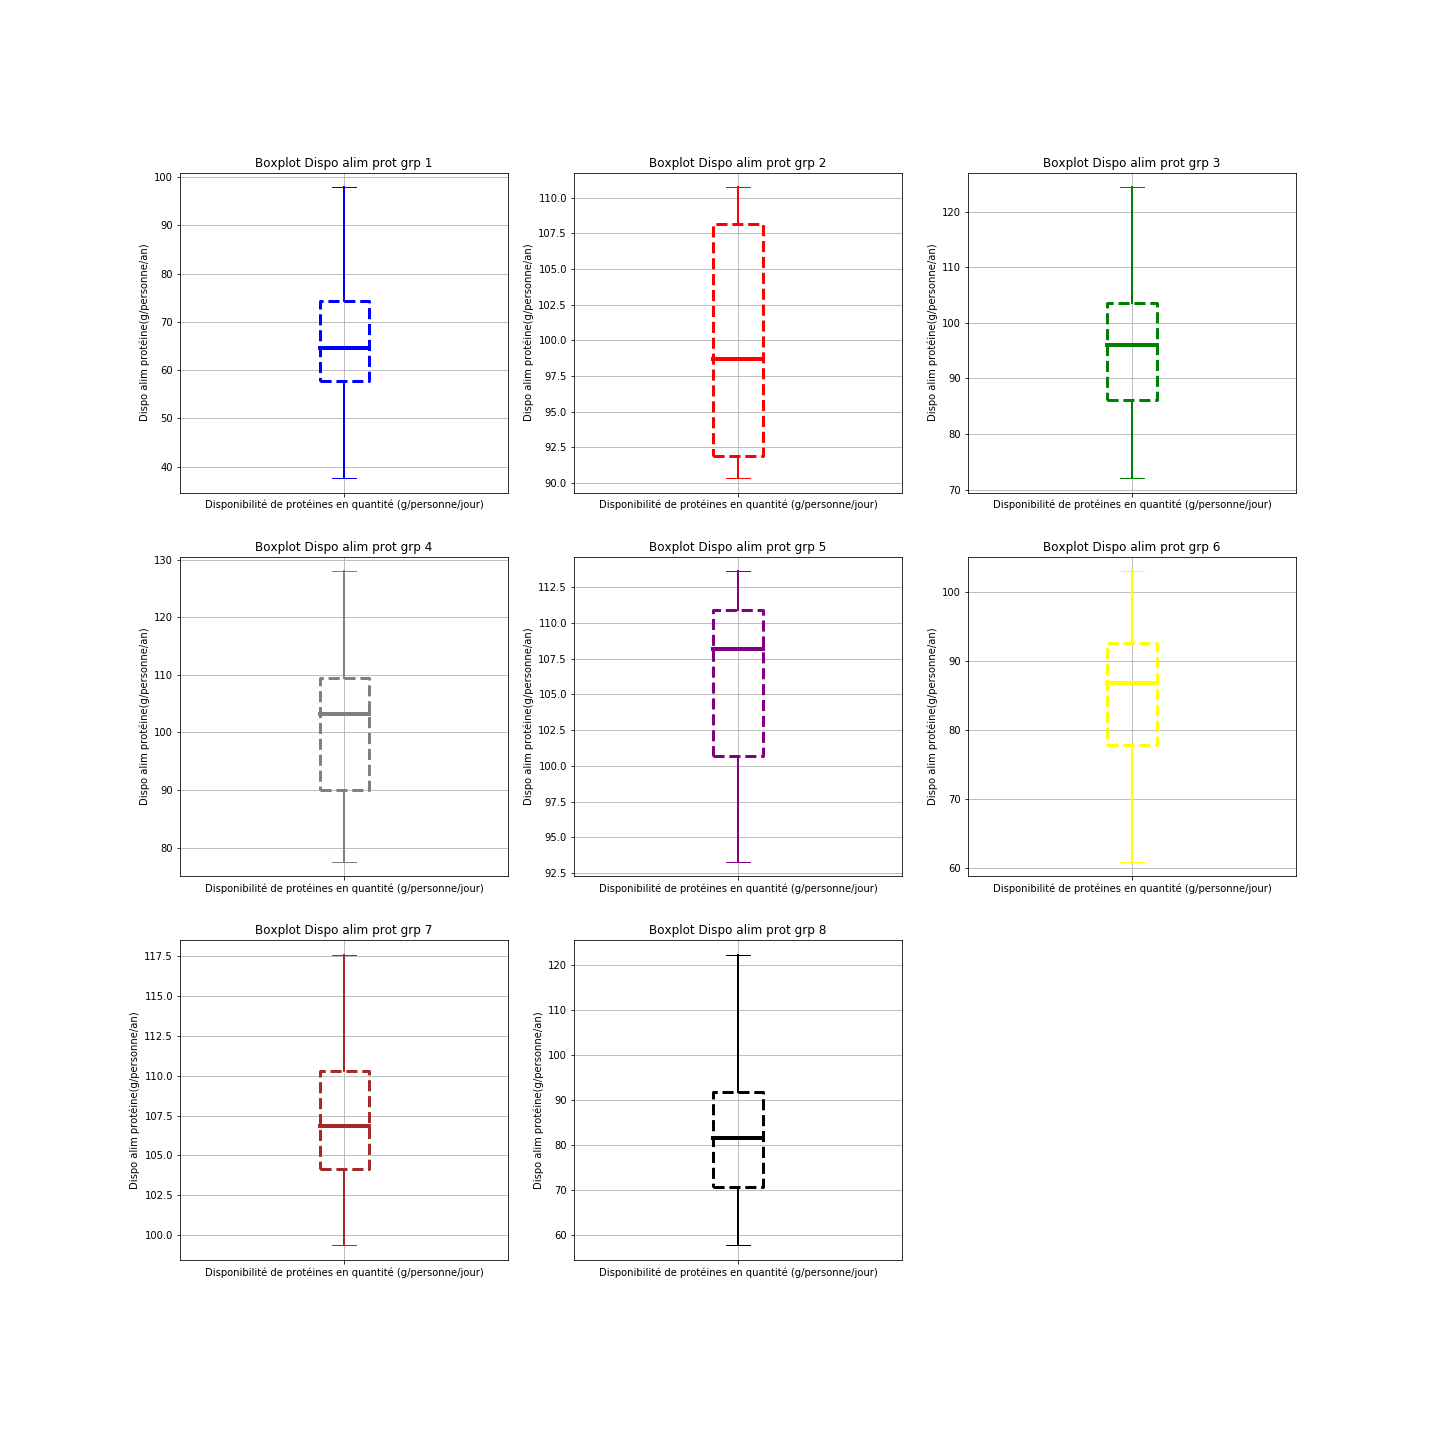 Boxplot Dispo alim prot grp 1
100
90
80
70
60
50
40
Dispo alim protéine(g/personne/an)
Disponibilité de protéines en quantité (g/personne/jour)
Boxplot Dispo alim prot grp 2
110.0
107.5
105.0
102.5
100.0
97.5
95.0
92.5
90.0
Dispo alim protéine(g/personne/an)
Disponibilité de protéines en quantité (g/personne/jour)
Boxplot Dispo alim prot grp 3
120
110
100
90
80
70
Dispo alim protéine(g/personne/an)
Disponibilité de protéines en quantité (g/personne/jour)
Boxplot Dispo alim prot grp 4
130
120
110
100
90
80
Dispo alim protéine(g/personne/an)
Disponibilité de protéines en quantité (g/personne/jour)
Boxplot Dispo alim prot grp 5
112.5
110.0
107.5
105.0
102.5
100.0
97.5
95.0
92.5
Dispo alim protéine(g/personne/an)
Disponibilité de protéines en quantité (g/personne/jour)
Boxplot Dispo alim prot grp 6
100
90
80
70
60
Dispo alim protéine(g/personne/an)
Disponibilité de protéines en quantité (g/personne/jour)
Boxplot Dispo alim prot grp 7
117.5
115.0
112.5
110.0
107.5
105.0
102.5
100.0
Dispo alim protéine(g/personne/an)
Disponibilité de protéines en quantité (g/personne/jour)
Boxplot Dispo alim prot grp 8
120
110
100
90
80
70
60
Dispo alim protéine(g/personne/an)
Disponibilité de protéines en quantité (g/personne/jour)